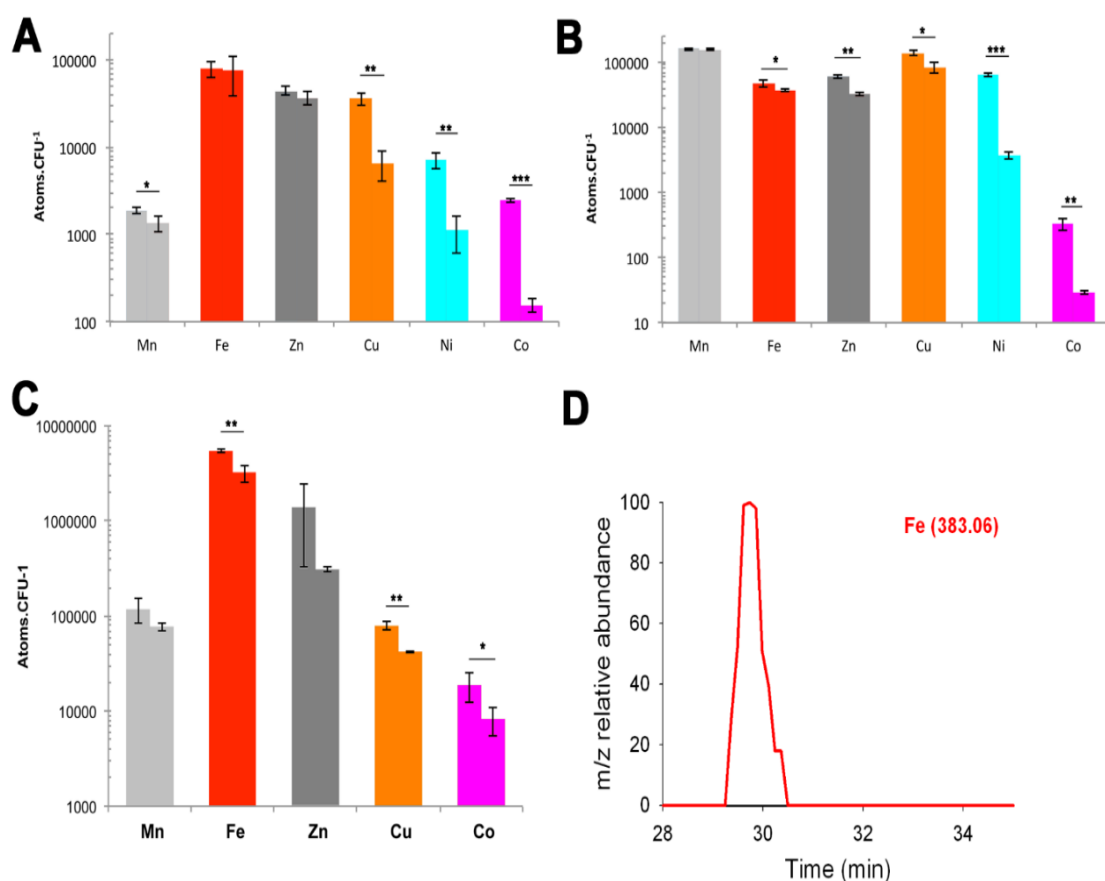 A
Atoms.CFU-1
100000
10000
1000
100
*
**
**
***
Mn Fe Zn Cu Ni Co
B
Atoms.CFU-1
100000
10000
1000
100
10
*
**
*
***
**
Mn Fe Zn Cu Ni Co
C
Atoms.CFU-1
10000000
1000000
100000
10000
1000
**
**
*
Mn Fe Zn Cu Co
D
m/z relative abundance
100
80
60
40
20
0
Fe (383.06)
28 30 32 34
Time (min)